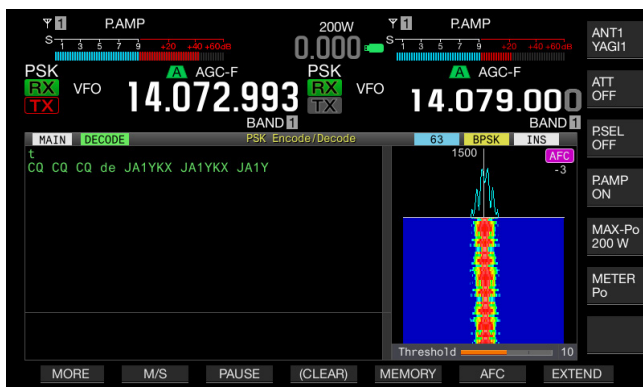 1 P.AMP 200W 1 P.AMP ANT1
YAGI1
S 1 3 5 7 9 +20 +40 +60dB 0.000 S 1 3 5 7 9 +20 +40 +60dB
ATT
OFF
PSK A AGC-F PSK A AGC-F
RX VFO 14.072.993 RX VFO 14.079.000
TX TX
BAND 1 BAND 1
P.SEL
OFF
MAIN DECODE PSK Encode/Decode 63 BPSK INS
t
CQ CQ CQ de JA1YKX JA1YKX JA1Y
1500 AFC
-3
P.AMP
ON
MAX-Po
200 W
METER
Po
Threshold 10
MORE M/S PAUSE (CLEAR) MEMORY AFC EXTEND